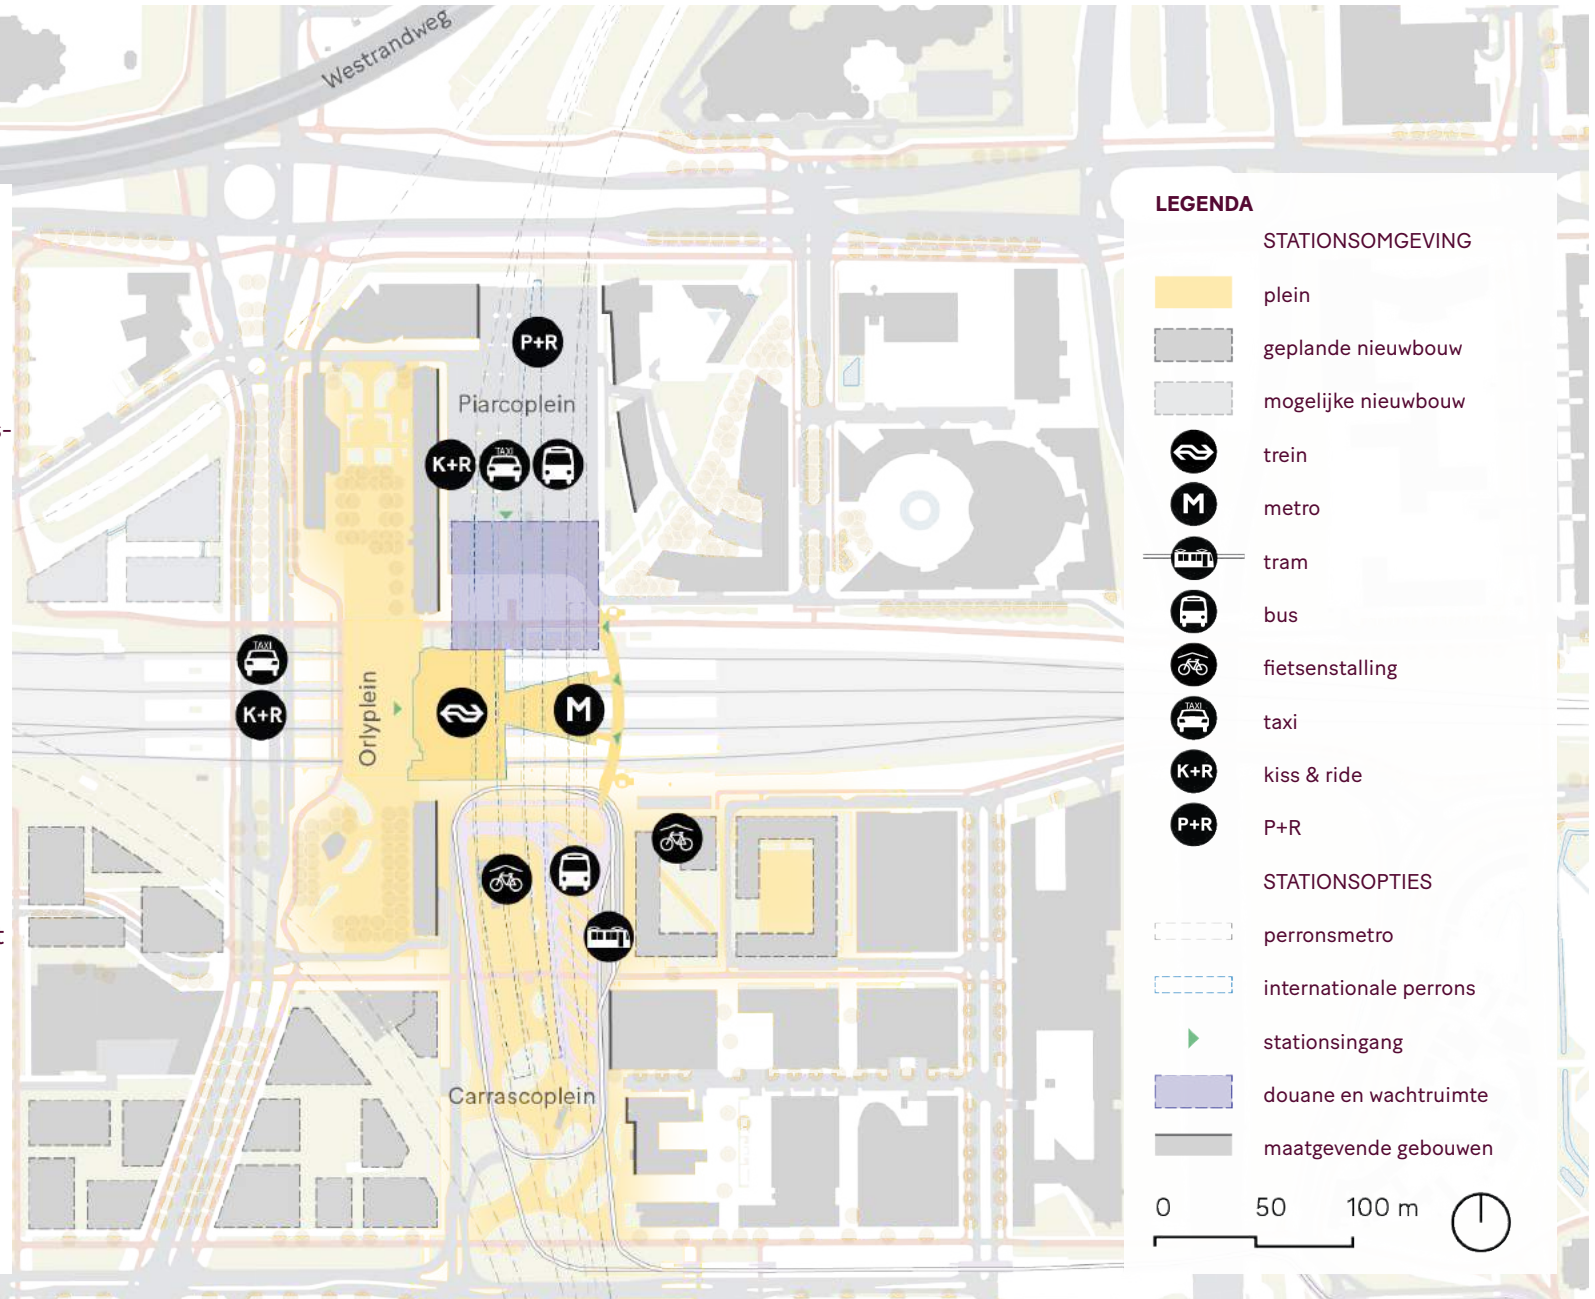 Westrandweg
P+R
Piarcoplein
K+R
TAXI
TAXI
K+R
Orlyplein
M
Carrascoplein
LEGENDA
STATIONSOMGEVING
plein
geplande nieuwbouw
mogelijke nieuwbouw
trein
M metro
tram
bus
fietsenstalling
TAXI taxi
K+R kiss & ride
P+R P+R
STATIONSOPTIES
perronsmetro
internationale perrons
stationsingang
douane en wachtruimte
maatgevende gebouwen
0 50 100 m